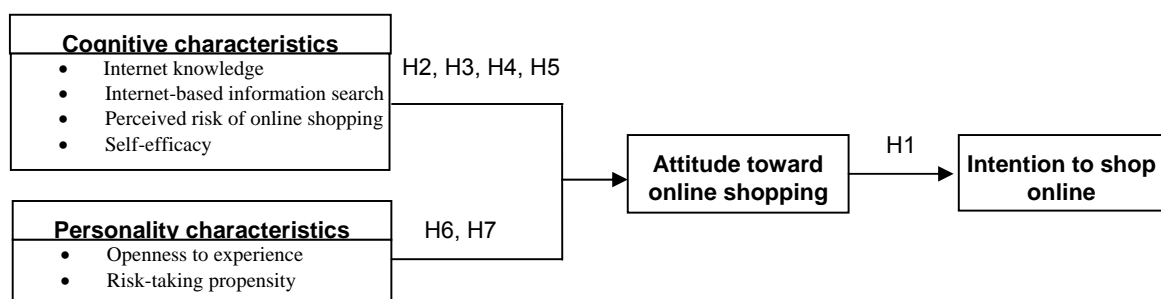 Cognitive characteristics
• Internet knowledge
• Internet-based information search
• Perceived risk of online shopping
• Self-efficacy
H2, H3, H4, H5
Personality characteristics
• Openness to experience
• Risk-taking propensity
H6, H7
Attitude toward
online shopping
H1
Intention to shop
online